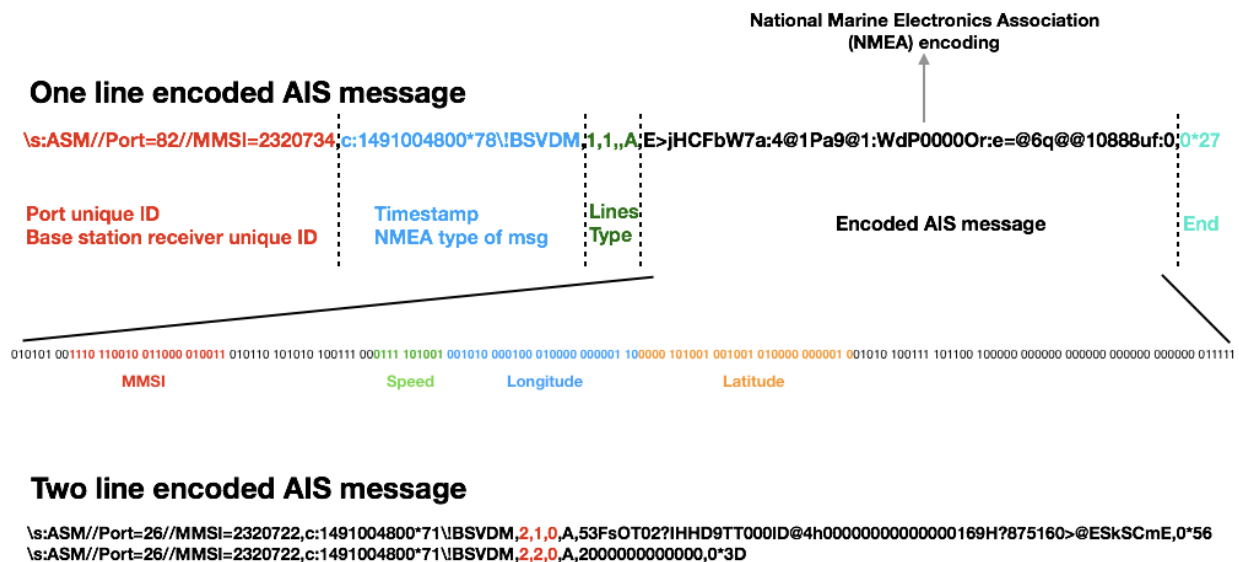 National Marine Electronics Association
(NMEA) encoding
One line encoded AIS message
\s:ASM//Port=82//MMSI=2320734,c:1491004800*78\!BSVDM,1,1,,A,E>jHCFbW7a:4@1Pa9@1:WdP0000Or:e=@6q@@10888uf:0,0*27
Port unique ID
Base station receiver unique ID
Timestamp
NMEA type of msg
Lines
Type
Encoded AIS message
End
010101 001110 110010 011000 010011 010110 101010 100111 000111 101001 001010 000100 010000 000001 100000 101001 001001 010000 000001 001010 100111 101100 100000 000000 000000 000000 000000 011111
MMSI
Speed
Longitude
Latitude
Two line encoded AIS message
\s:ASM//Port=26//MMSI=2320722,c:1491004800*71\!BSVDM,2,1,0,A,53FsOT02?IHHD9TT000ID@4h0000000000000000169H?875160>@ESkSCmE,0*56
\s:ASM//Port=26//MMSI=2320722,c:1491004800*71\!BSVDM,2,2,0,A,2000000000000,0*3D